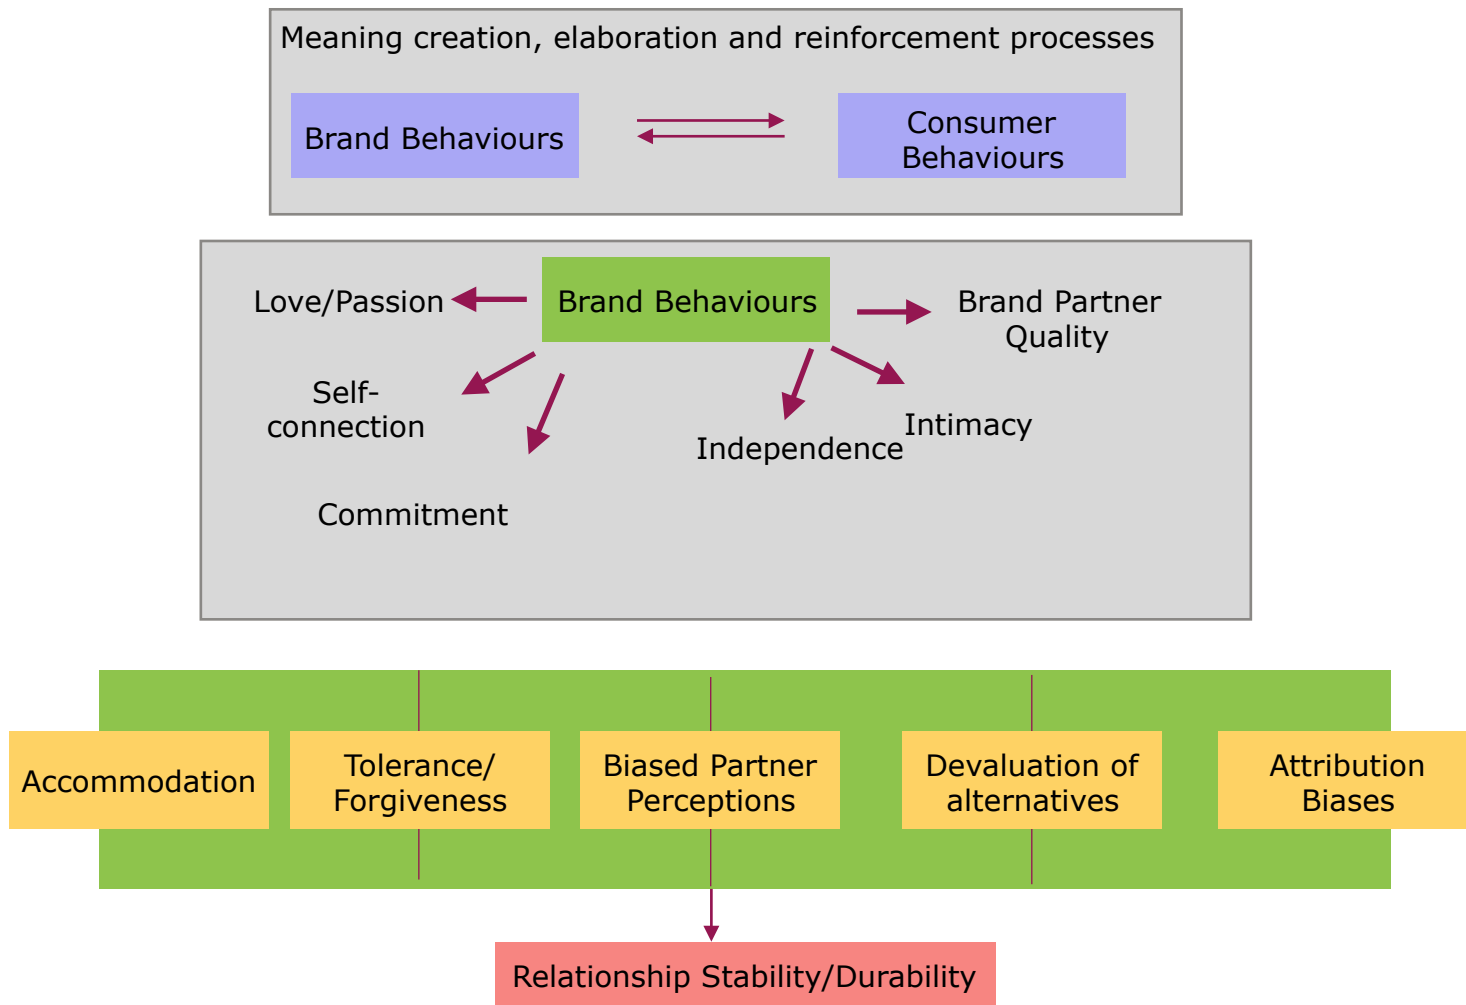 Meaning creation, elaboration and reinforcement processes
Brand Behaviours
Consumer
Behaviours
Love/Passion
Brand Behaviours
Brand Partner
Quality
Self-
connection
Intimacy
Independence
Commitment
Accommodation
Tolerance/
Forgiveness
Biased Partner
Perceptions
Devaluation of
alternatives
Attribution
Biases
Relationship Stability/Durability